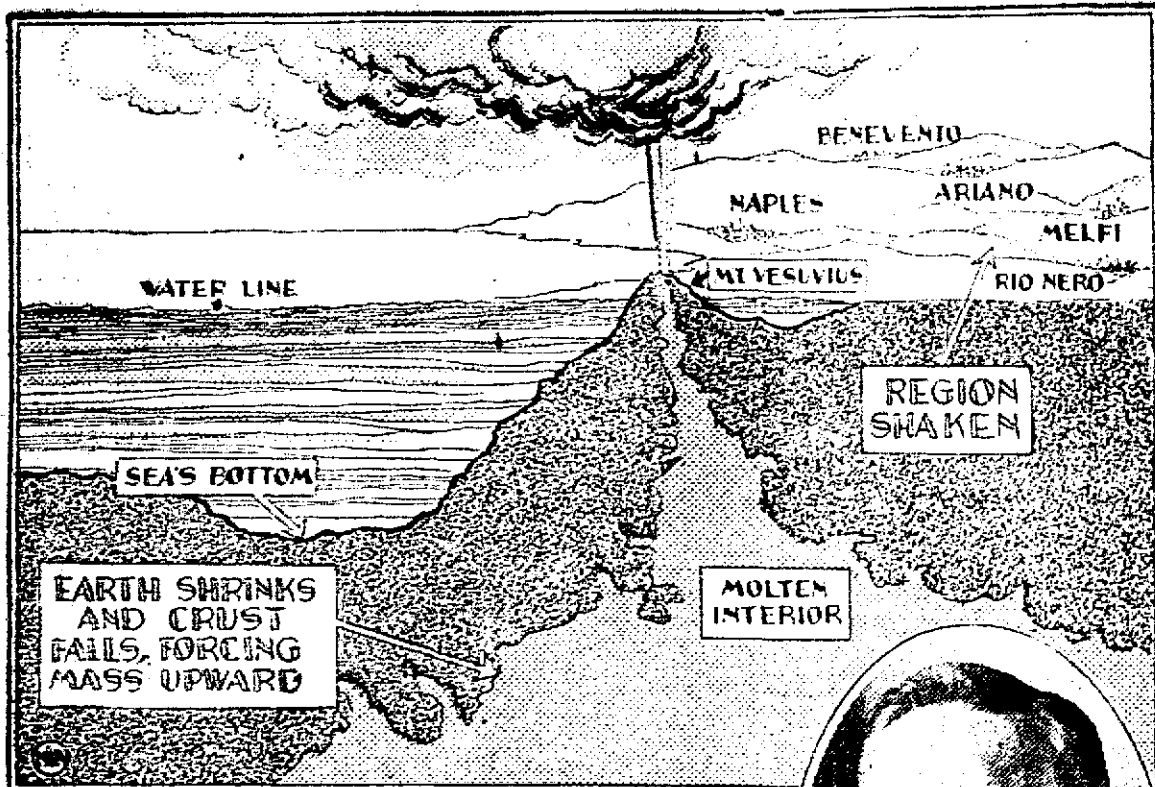 BENEVENTO
ARIANO
NAPLES
MELFI
MT. VESUVIUS
RIO NERO
WATER LINE
REGION
SHAKEN
SEA'S BOTTOM
EARTH SHRINKS
AND CRUST
FALLS, FORCING
MASS UPWARD
MOLTEN
INTERIOR